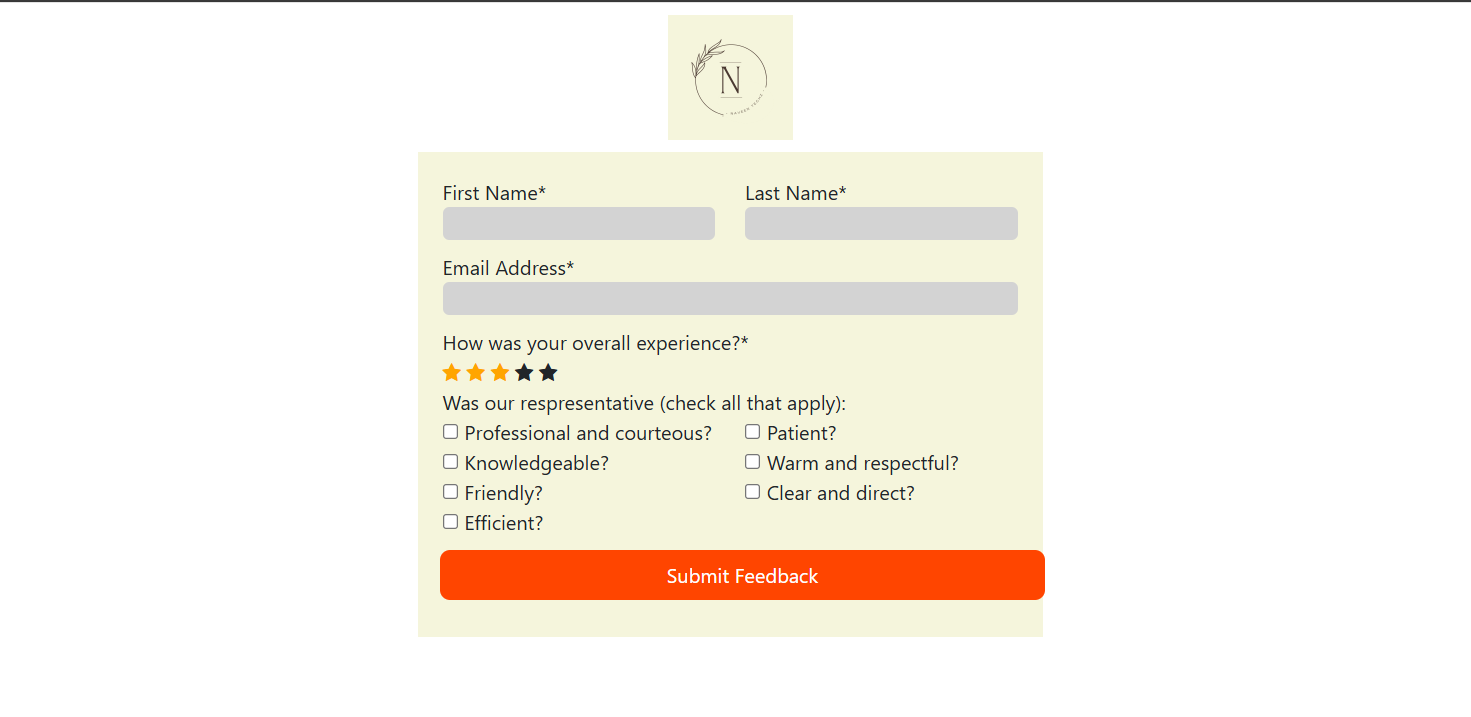 N
First Name* Last Name*
Email Address*
How was your overall experience?*
Was our respresentative (check all that apply):
Professional and courteous? Patient?
Knowledgeable? Warm and respectful?
Friendly? Clear and direct?
Efficient?
Submit Feedback